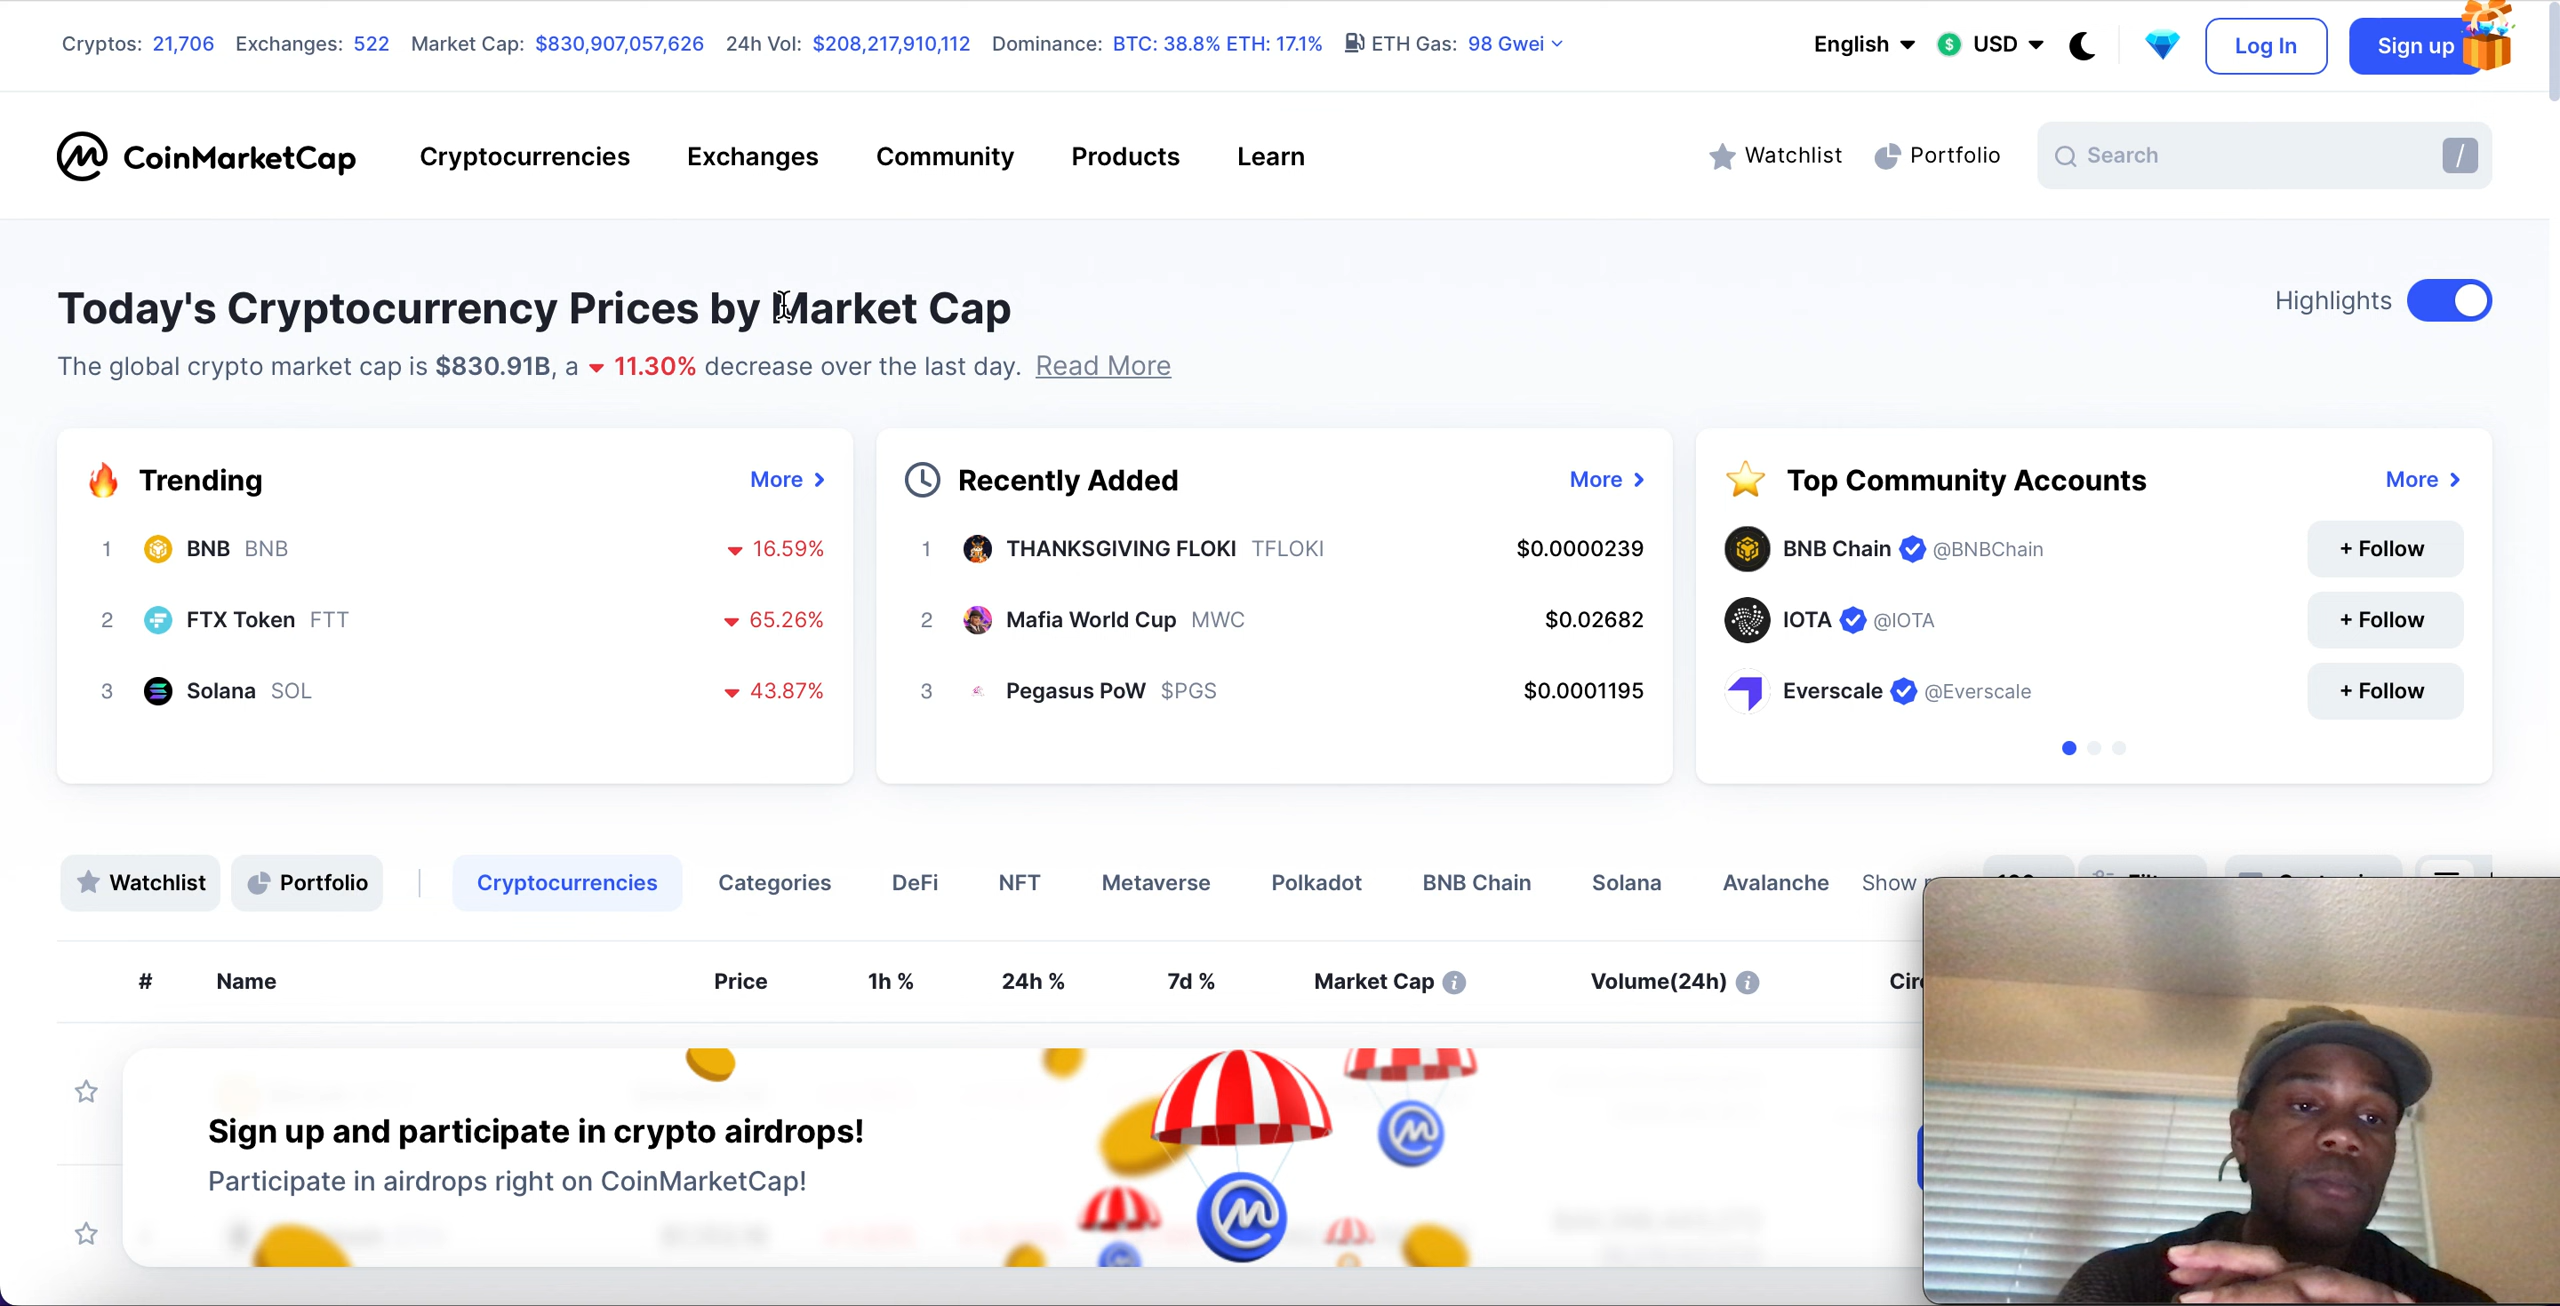 Cryptos: 21,706 Exchanges: 522 Market Cap: $830,907,057,626 24h Vol: $208,217,910,112 Dominance: BTC: 38.8% ETH: 17.1% ETH Gas: 98 Gwei English USD Log In Sign up
CoinMarketCap Cryptocurrencies Exchanges Community Products Learn Watchlist Portfolio Search /
Today's Cryptocurrency Prices by Market Cap Highlights
The global crypto market cap is $830.91B, a 11.30% decrease over the last day. Read More
Trending More
1 BNB BNB 16.59%
2 FTX Token FTT 65.26%
3 Solana SOL 43.87%
Recently Added More
1 THANKSGIVING FLOKI TFLOKI $0.0000239
2 Mafia World Cup MWC $0.02682
3 Pegasus PoW $PGS $0.0001195
Top Community Accounts More
BNB Chain @BNBChain + Follow
IOTA @IOTA + Follow
Everscale @Everscale + Follow
Watchlist Portfolio Cryptocurrencies Categories DeFi NFT Metaverse Polkadot BNB Chain Solana Avalanche Show
# Name Price 1h % 24h % 7d % Market Cap Volume(24h)
Sign up and participate in crypto airdrops!
Participate in airdrops right on CoinMarketCap!